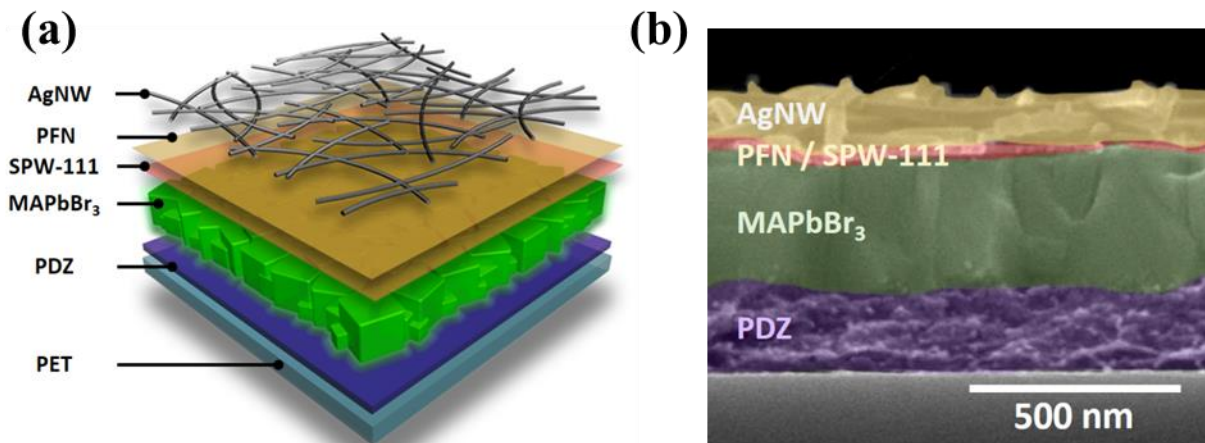 (a)
AgNW
PFN
SPW-111
MAPbBr₃
PDZ
PET
(b)
AgNW
PFN / SPW-111
MAPbBr₃
PDZ
500 nm